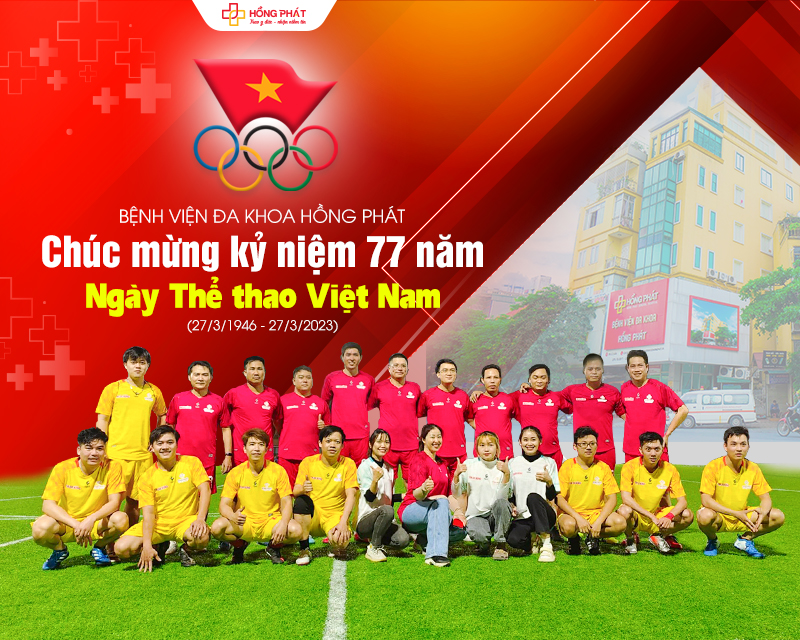 HỒNG PHÁT
Trao y đức - nhận niềm tin
BỆNH VIỆN ĐA KHOA HỒNG PHÁT
Chúc mừng kỷ niệm 77 năm
Ngày Thể thao Việt Nam
(27/3/1946 - 27/3/2023)
HỒNG PHÁT
BỆNH VIỆN ĐA KHOA
HỒNG PHÁT